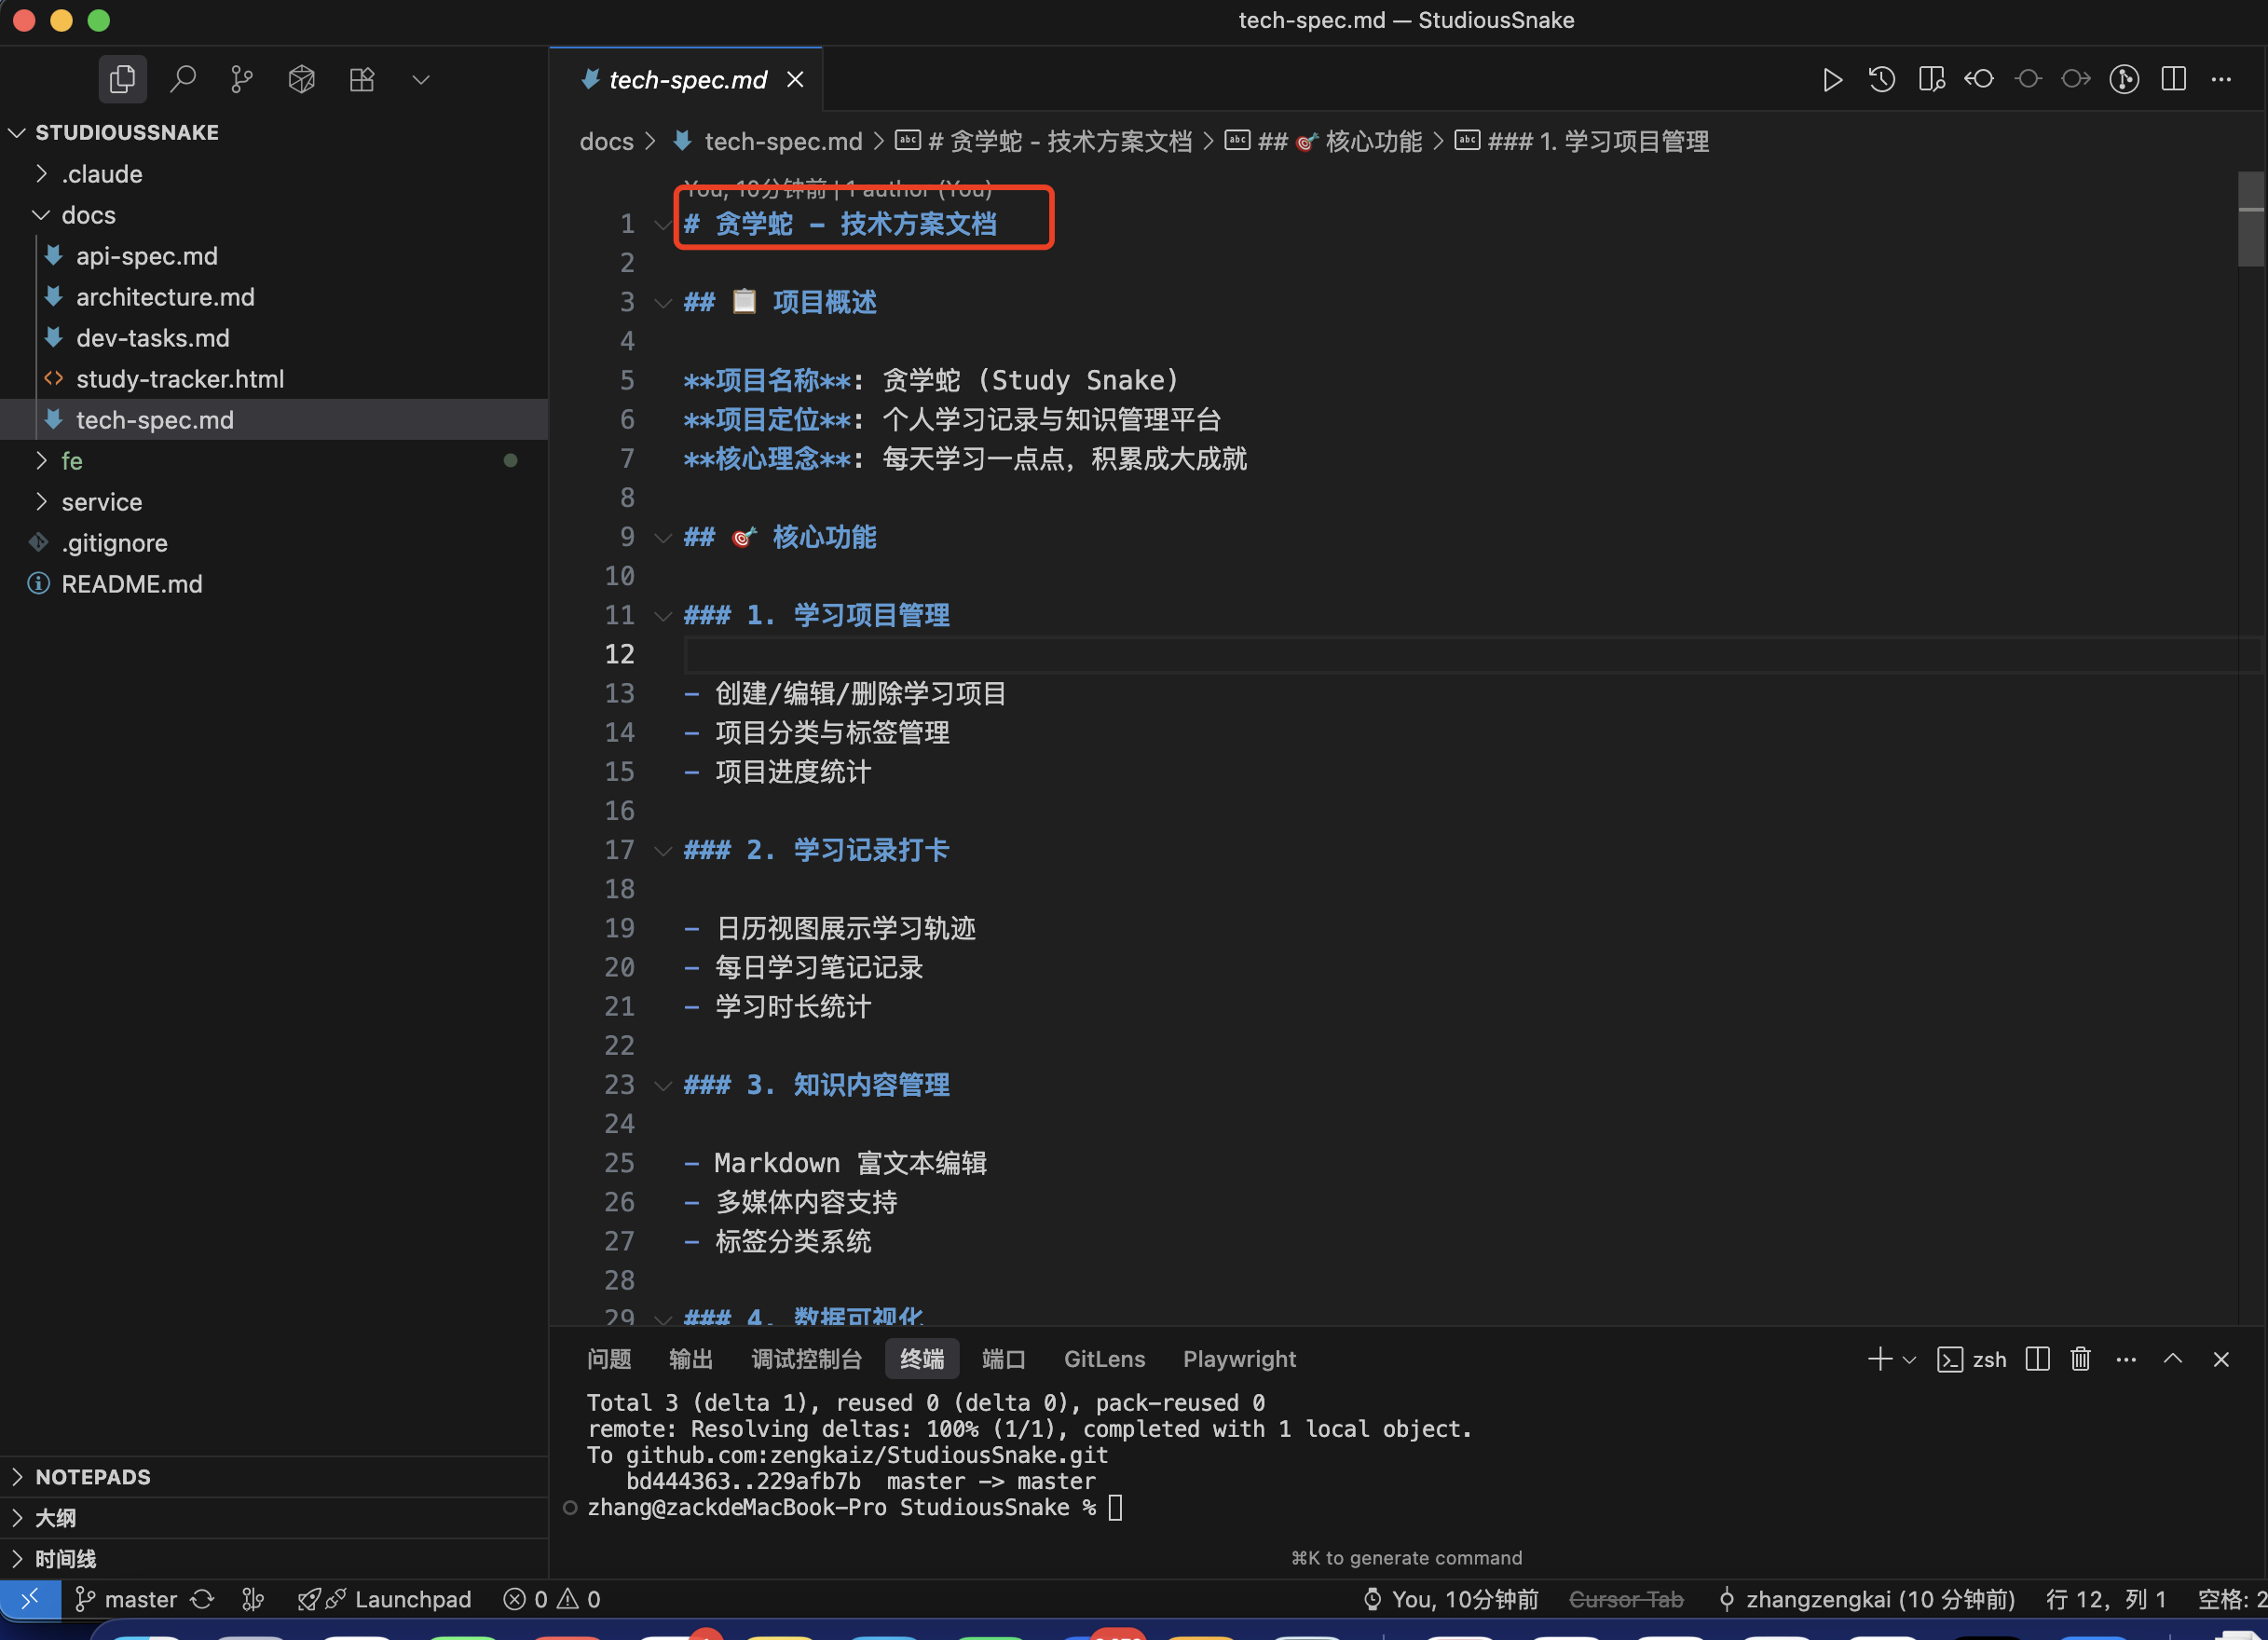 tech-spec.md — StudiousSnake
STUDIOUSSNAKE
.claude
docs
api-spec.md
architecture.md
dev-tasks.md
study-tracker.html
tech-spec.md
fe
service
.gitignore
README.md
NOTEPADS
大纲
时间线
tech-spec.md
docs > tech-spec.md > # 贪学蛇 - 技术方案文档 > ## 🎯 核心功能 > ### 1. 学习项目管理
You, 10分钟前 | 1 author (You)
1 # 贪学蛇 - 技术方案文档
2
3 ## 📋 项目概述
4
5 **项目名称**: 贪学蛇 (Study Snake)
6 **项目定位**: 个人学习记录与知识管理平台
7 **核心理念**: 每天学习一点点，积累成大成就
8
9 ## 🎯 核心功能
10
11 ### 1. 学习项目管理
12
13 - 创建/编辑/删除学习项目
14 - 项目分类与标签管理
15 - 项目进度统计
16
17 ### 2. 学习记录打卡
18
19 - 日历视图展示学习轨迹
20 - 每日学习笔记记录
21 - 学习时长统计
22
23 ### 3. 知识内容管理
24
25 - Markdown 富文本编辑
26 - 多媒体内容支持
27 - 标签分类系统
28
29 ### 4. 数据可视化
问题 输出 调试控制台 终端 端口 GitLens Playwright zsh
Total 3 (delta 1), reused 0 (delta 0), pack-reused 0
remote: Resolving deltas: 100% (1/1), completed with 1 local object.
To github.com:zengkaiz/StudiousSnake.git
bd444363..229afb7b master -> master
zhang@zackdeMacBook-Pro StudiousSnake %
⌘K to generate command
master Launchpad 0 0 You, 10分钟前 Cursor Tab zhangzengkai (10 分钟前) 行 12，列 1 空格: 2